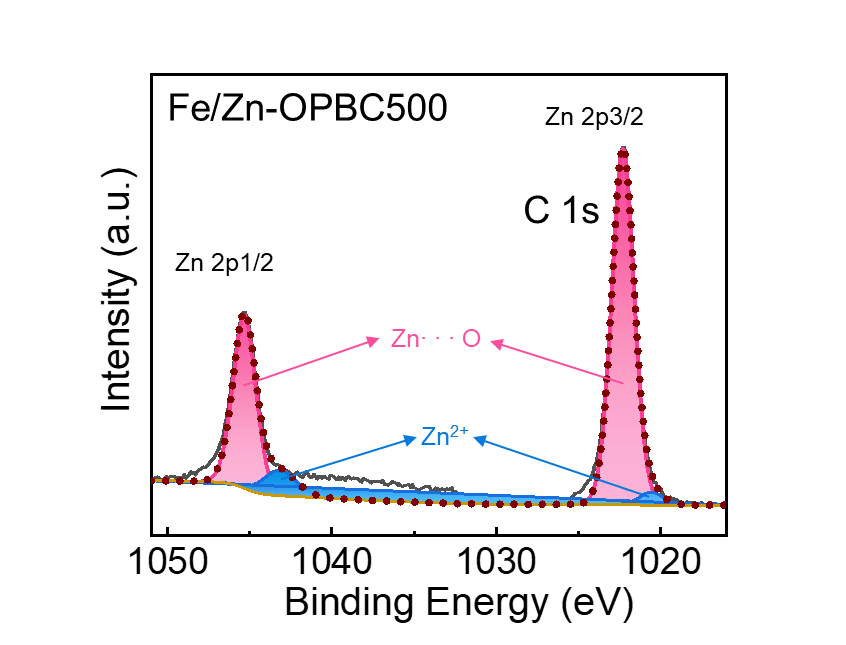 Fe/Zn-OPBC500
Zn 2p3/2
C 1s
Zn 2p1/2
Zn· · · O
Zn²⁺
Intensity (a.u.)
1050 1040 1030 1020
Binding Energy (eV)